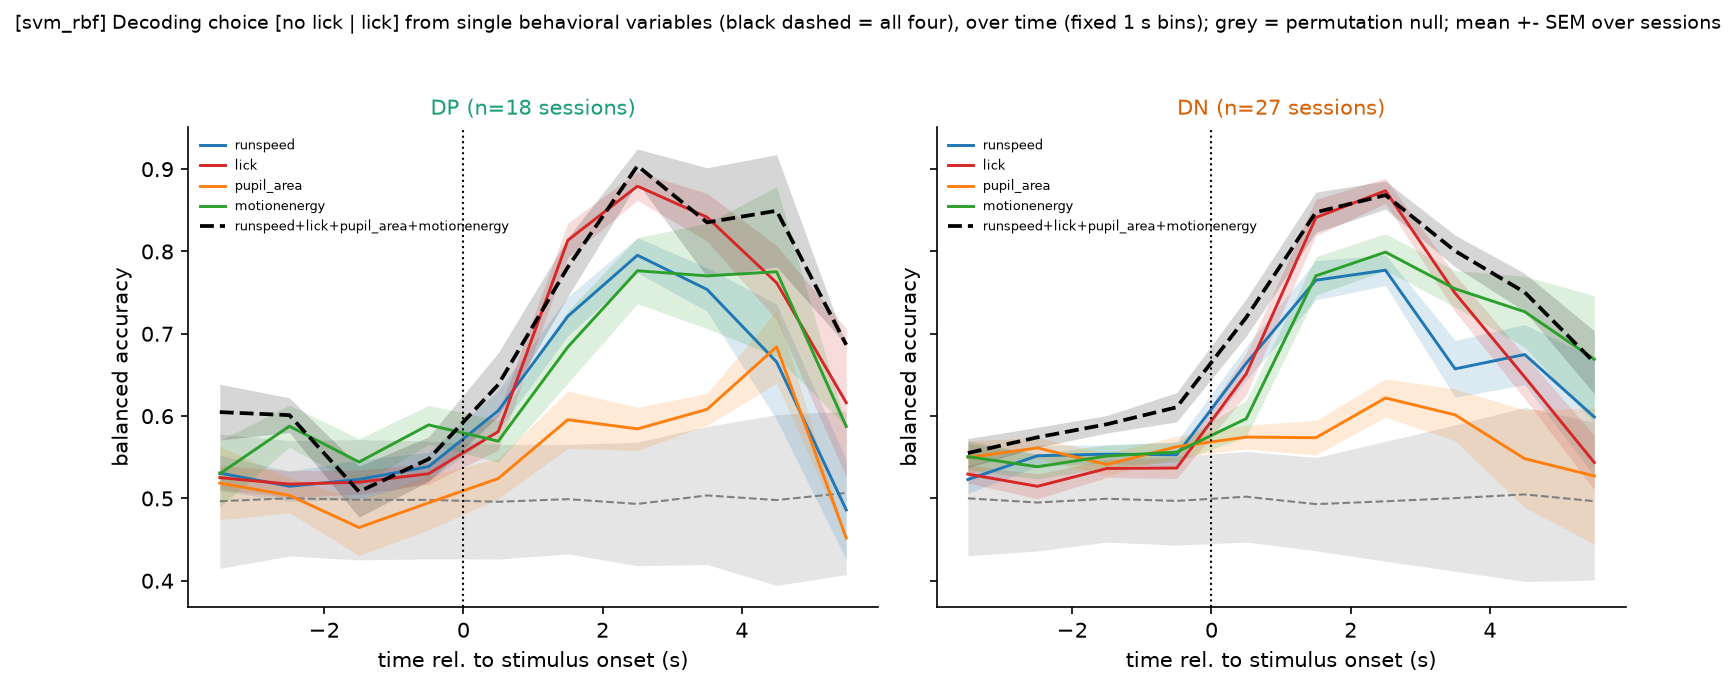 [svm_rbf] Decoding choice [no lick | lick] from single behavioral variables (black dashed = all four), over time (fixed 1 s bins); grey = permutation null; mean +- SEM over sessions
DP (n=18 sessions)
runspeed
lick
pupil_area
motionenergy
runspeed+lick+pupil_area+motionenergy
0.9
0.8
0.7
0.6
0.5
0.4
balanced accuracy
−2
0
2
4
time rel. to stimulus onset (s)
DN (n=27 sessions)
runspeed
lick
pupil_area
motionenergy
runspeed+lick+pupil_area+motionenergy
balanced accuracy
−2
0
2
4
time rel. to stimulus onset (s)